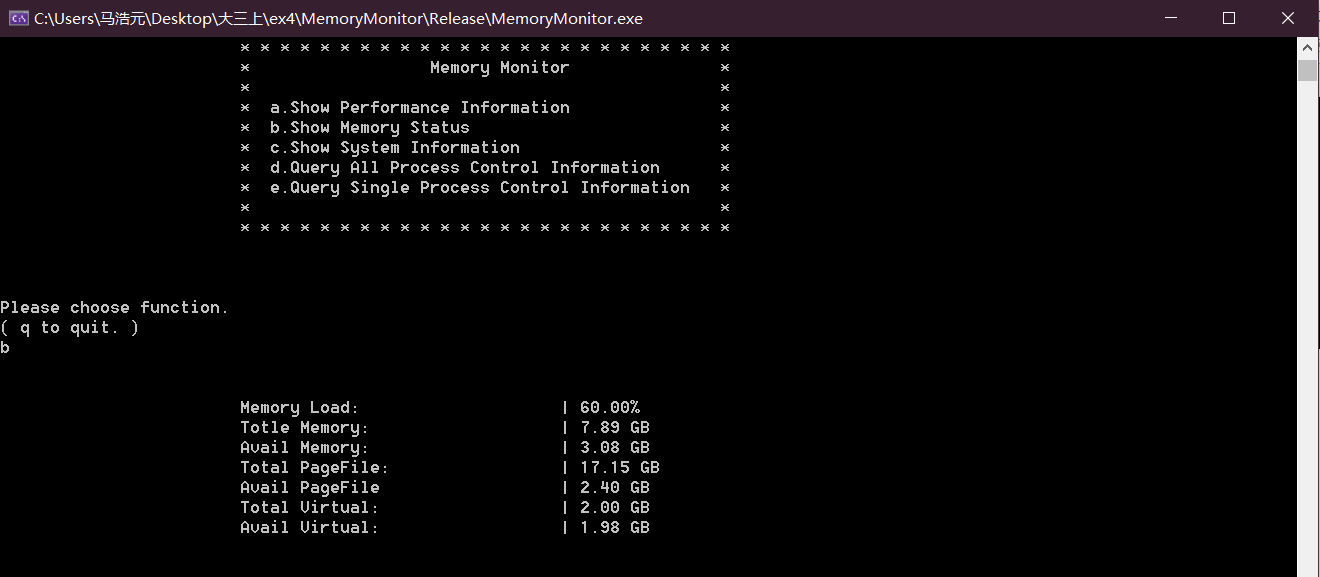 C:\Users\马浩元\Desktop\大三上\ex4\MemoryMonitor\Release\MemoryMonitor.exe
* * * * * * * * * * * * * * * * * * * * * * * * *
* Memory Monitor *
* *
* a.Show Performance Information *
* b.Show Memory Status *
* c.Show System Information *
* d.Query All Process Control Information *
* e.Query Single Process Control Information *
* *
* * * * * * * * * * * * * * * * * * * * * * * * *
Please choose function.
( q to quit. )
b
Memory Load: | 60.00%
Totle Memory: | 7.89 GB
Avail Memory: | 3.08 GB
Total PageFile: | 17.15 GB
Avail PageFile | 2.40 GB
Total Virtual: | 2.00 GB
Avail Virtual: | 1.98 GB